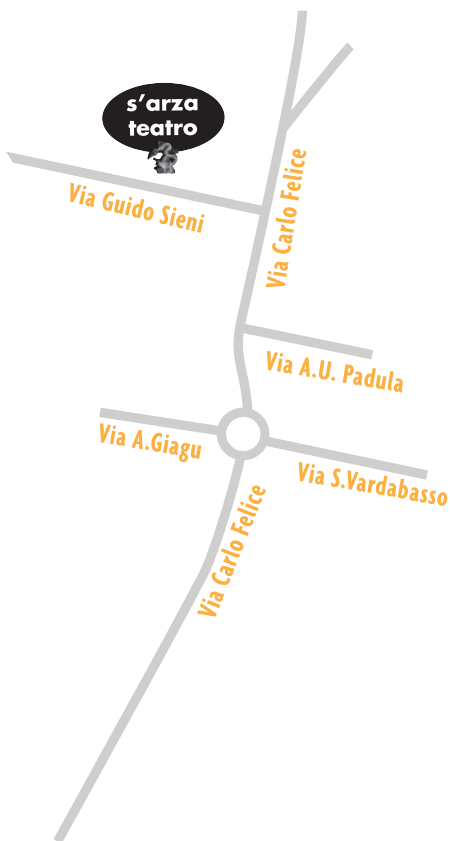 s'arza
teatro
Via Guido Sieni
Via Carlo Felice
Via A.U. Padula
Via A.Giagu
Via S.Vardabasso
Via Carlo Felice